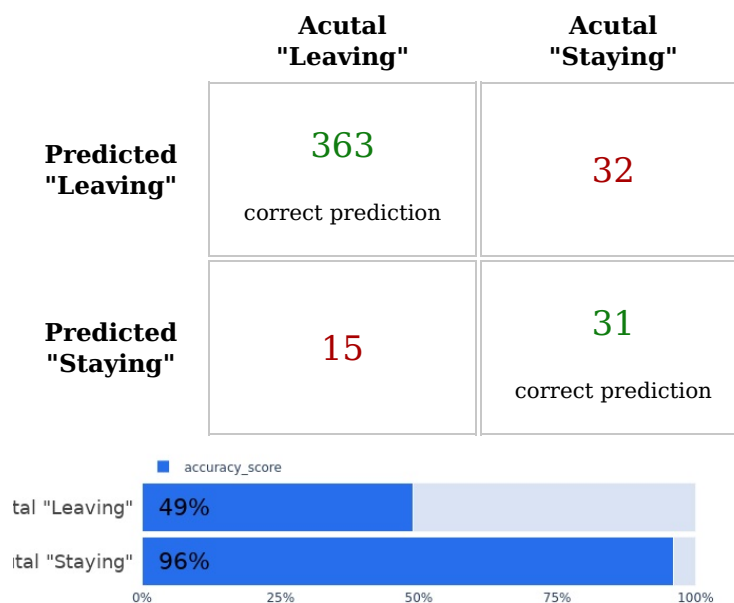 Acutal "Leaving"
Acutal "Staying"
Predicted "Leaving"
363
correct prediction
32
Predicted "Staying"
15
31
correct prediction
accuracy_score
tal "Leaving"
49%
tal "Staying"
96%
0%
25%
50%
75%
100%